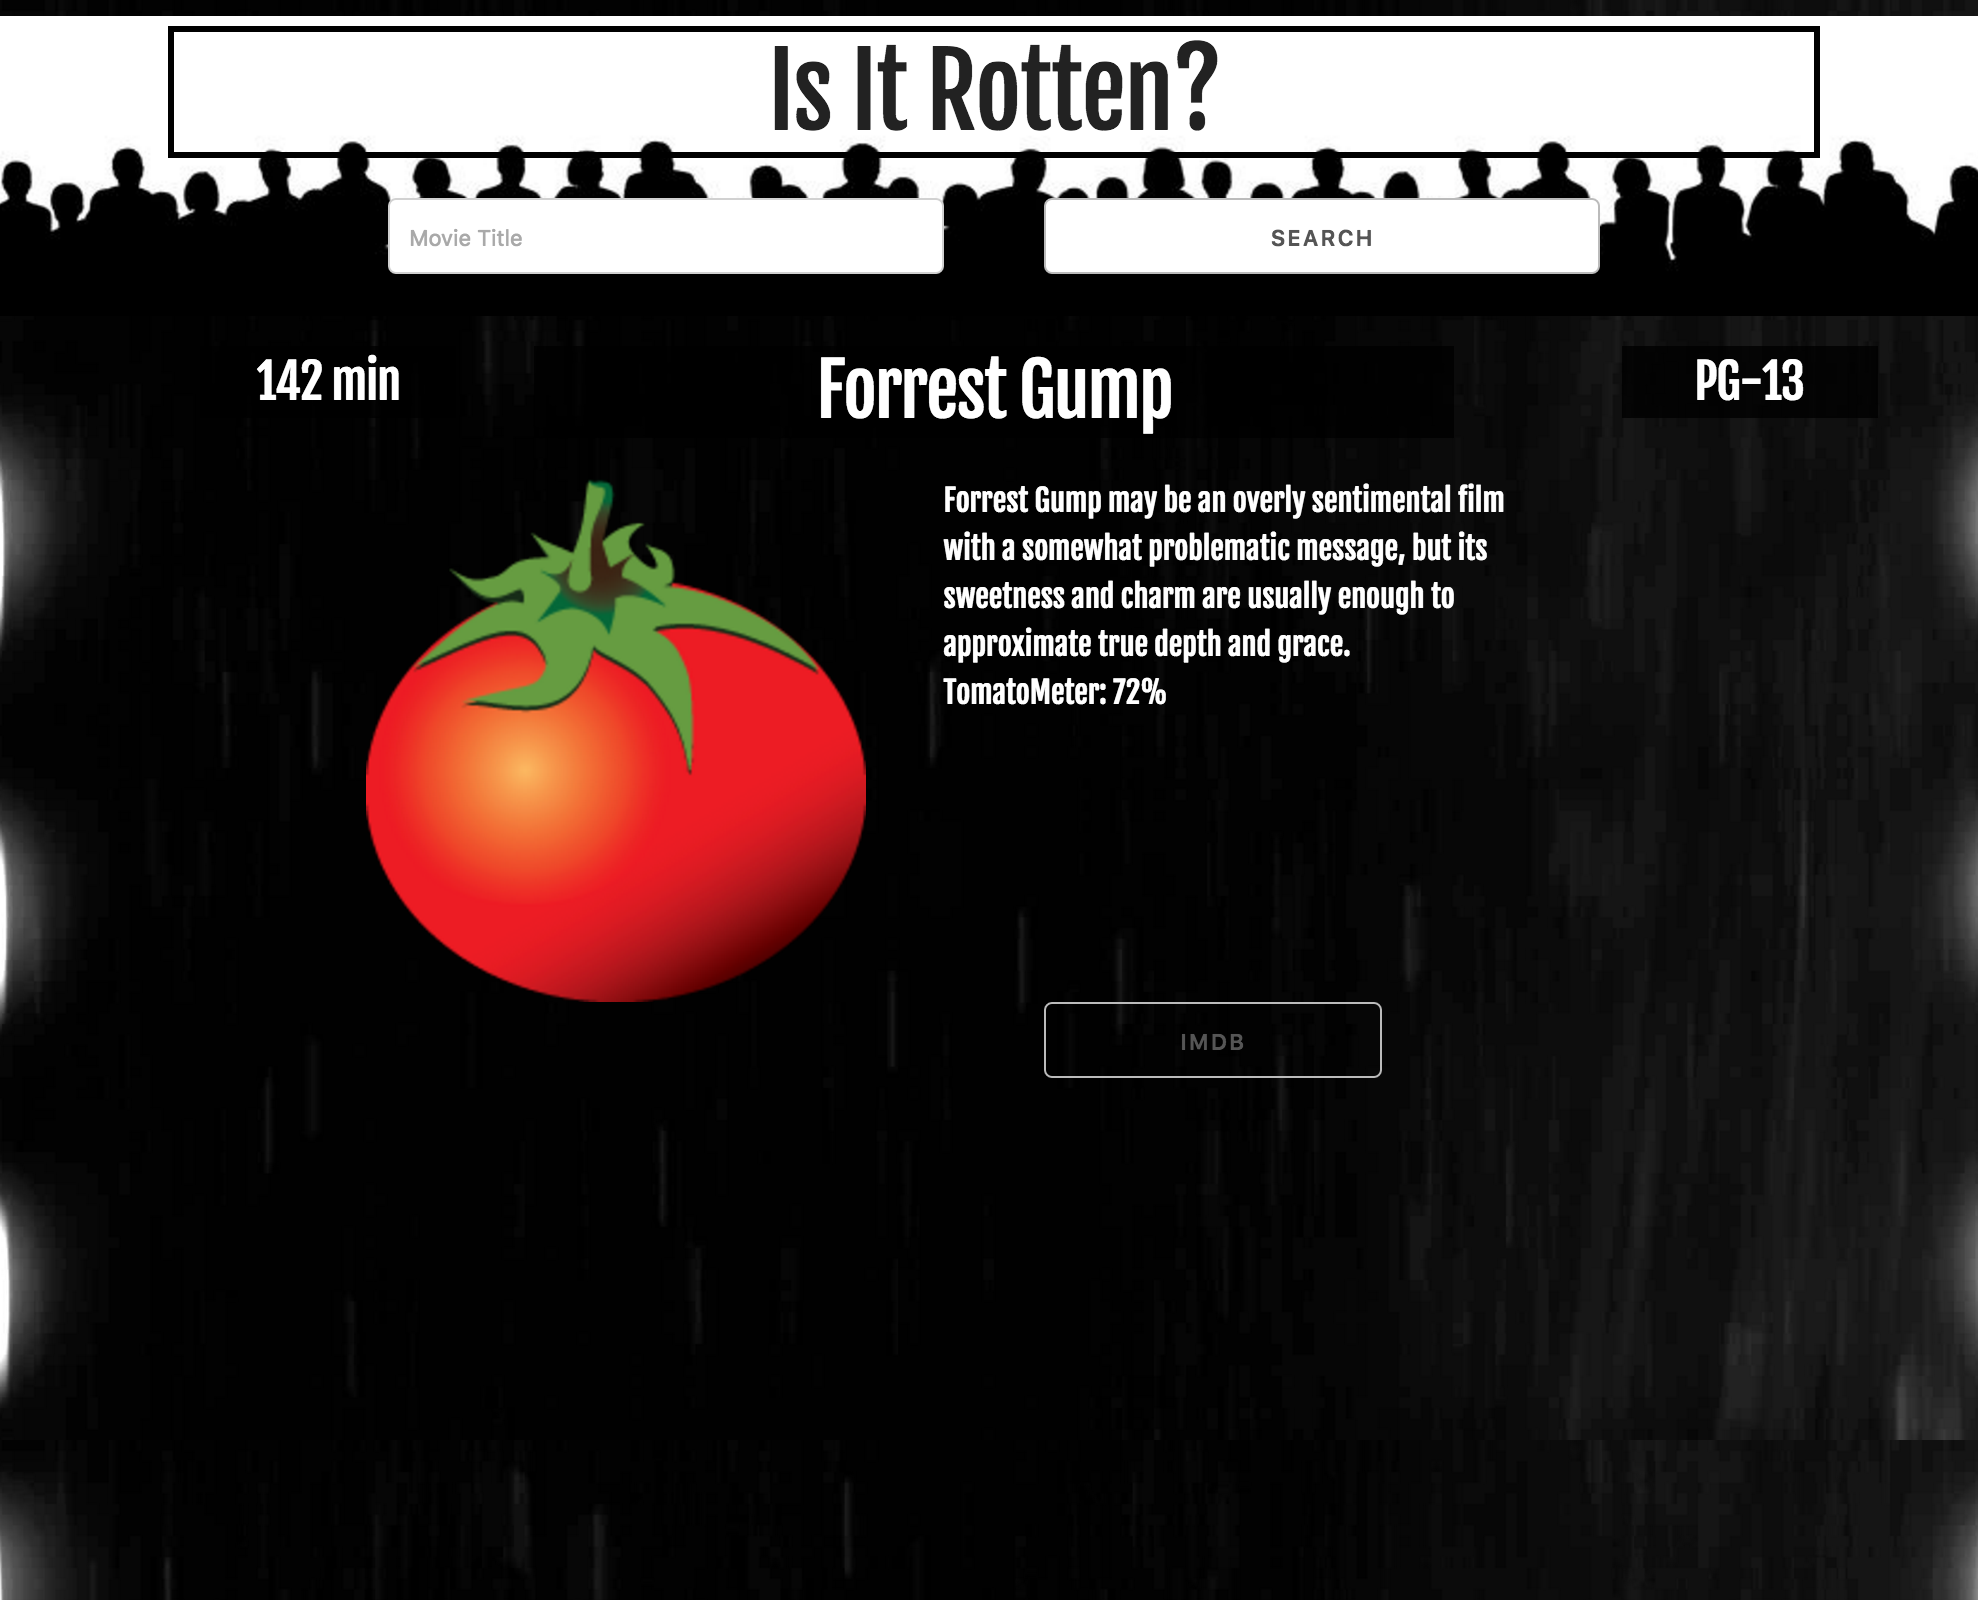 Is It Rotten?
Movie Title
SEARCH
142 min
Forrest Gump
PG-13
Forrest Gump may be an overly sentimental film
with a somewhat problematic message, but its
sweetness and charm are usually enough to
approximate true depth and grace.
TomatoMeter: 72%
IMDB